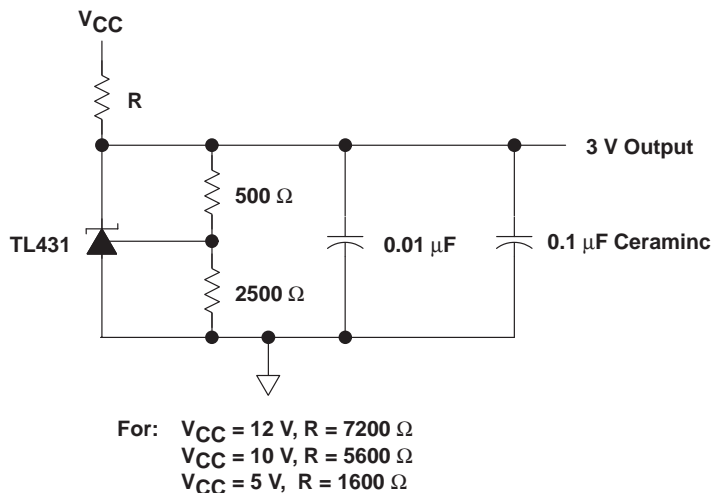 VCC
R
3 V Output
500 Ω
TL431
0.01 μF
0.1 μF Ceraminc
2500 Ω
For: VCC = 12 V, R = 7200 Ω
VCC = 10 V, R = 5600 Ω
VCC = 5 V, R = 1600 Ω